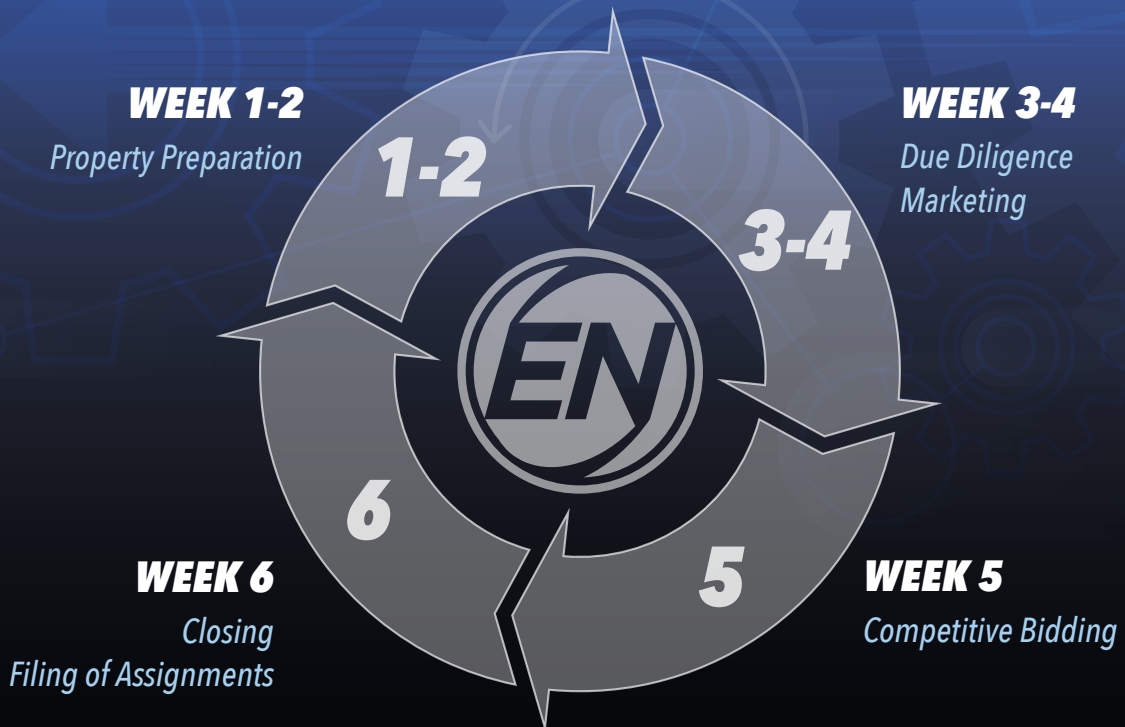 WEEK 1-2
Property Preparation
1-2
WEEK 3-4
Due Diligence
Marketing
3-4
EN
6
5
WEEK 6
Closing
Filing of Assignments
WEEK 5
Competitive Bidding